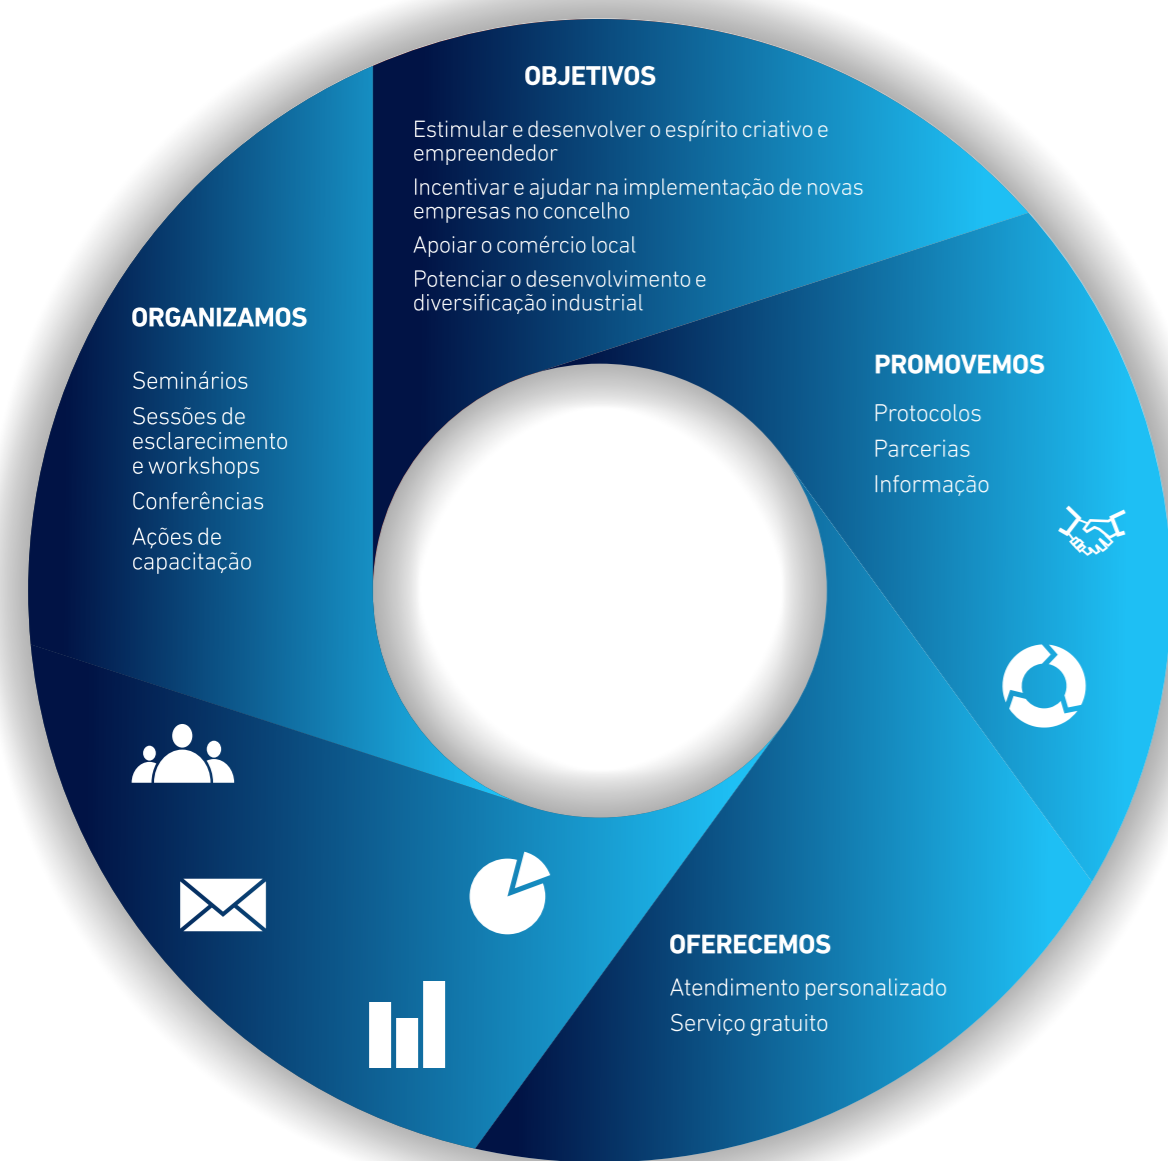 OBJETIVOS
Estimular e desenvolver o espírito criativo e
empreendedor
Incentivar e ajudar na implementação de novas
empresas no concelho
Apoiar o comércio local
Potenciar o desenvolvimento e
diversificação industrial
PROMOVEMOS
Protocolos
Parcerias
Informação
OFERECEMOS
Atendimento personalizado
Serviço gratuito
ORGANIZAMOS
Seminários
Sessões de
esclarecimento
e workshops
Conferências
Ações de
capacitação